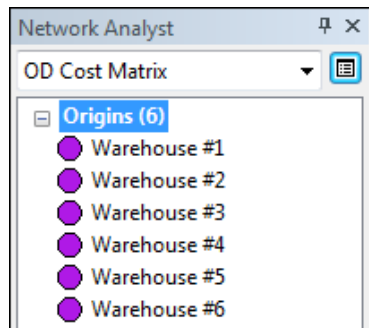 Network Analyst
OD Cost Matrix
Origins (6)
Warehouse #1
Warehouse #2
Warehouse #3
Warehouse #4
Warehouse #5
Warehouse #6